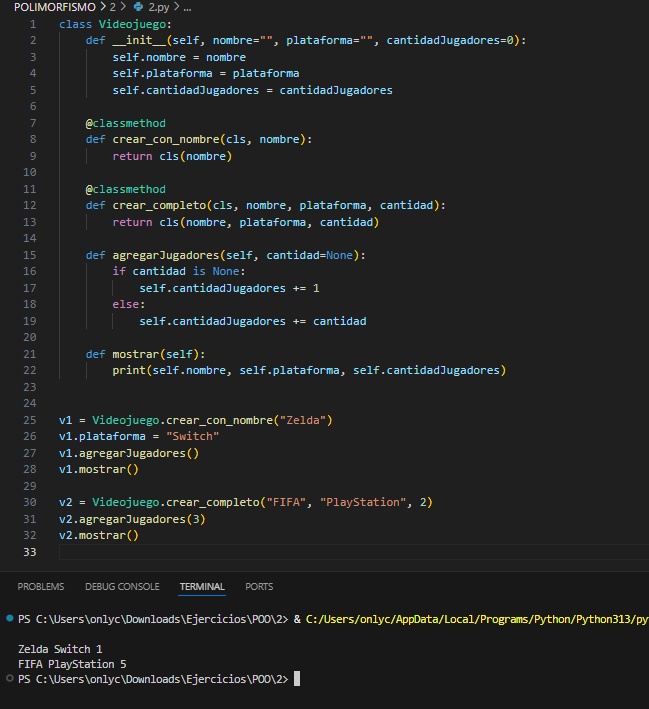 POLIMORFISMO > 2 > 2.py > ...
1 class Videojuego:
2     def __init__(self, nombre="", plataforma="", cantidadJugadores=0):
3         self.nombre = nombre
4         self.plataforma = plataforma
5         self.cantidadJugadores = cantidadJugadores
6
7     @classmethod
8     def crear_con_nombre(cls, nombre):
9         return cls(nombre)
10
11     @classmethod
12     def crear_completo(cls, nombre, plataforma, cantidad):
13         return cls(nombre, plataforma, cantidad)
14
15     def agregarJugadores(self, cantidad=None):
16         if cantidad is None:
17             self.cantidadJugadores += 1
18         else:
19             self.cantidadJugadores += cantidad
20
21     def mostrar(self):
22         print(self.nombre, self.plataforma, self.cantidadJugadores)
23
24
25 v1 = Videojuego.crear_con_nombre("Zelda")
26 v1.plataforma = "Switch"
27 v1.agregarJugadores()
28 v1.mostrar()
29
30 v2 = Videojuego.crear_completo("FIFA", "PlayStation", 2)
31 v2.agregarJugadores(3)
32 v2.mostrar()
33
PROBLEMS DEBUG CONSOLE TERMINAL PORTS
PS C:\Users\onlyc\Downloads\Ejercicios\POO\2> & C:/Users/onlyc/AppData/Local/Programs/Python/Python313/py
Zelda Switch 1
FIFA PlayStation 5
PS C:\Users\onlyc\Downloads\Ejercicios\POO\2>